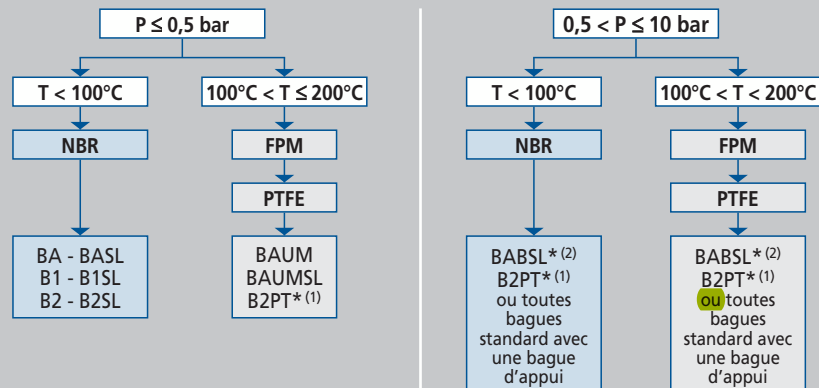 P ≤ 0,5 bar
T < 100°C
100°C < T ≤ 200°C
NBR
FPM
PTFE
BA - BASL
B1 - B1SL
B2 - B2SL
BAUM
BAUMSL
B2PT* (1)
0,5 < P ≤ 10 bar
T < 100°C
100°C < T < 200°C
NBR
FPM
PTFE
BABSL* (2)
B2PT* (1)
ou toutes
bagues
standard avec
une bague
d'appui
BABSL* (2)
B2PT* (1)
ou toutes
bagues
standard avec
une bague
d'appui